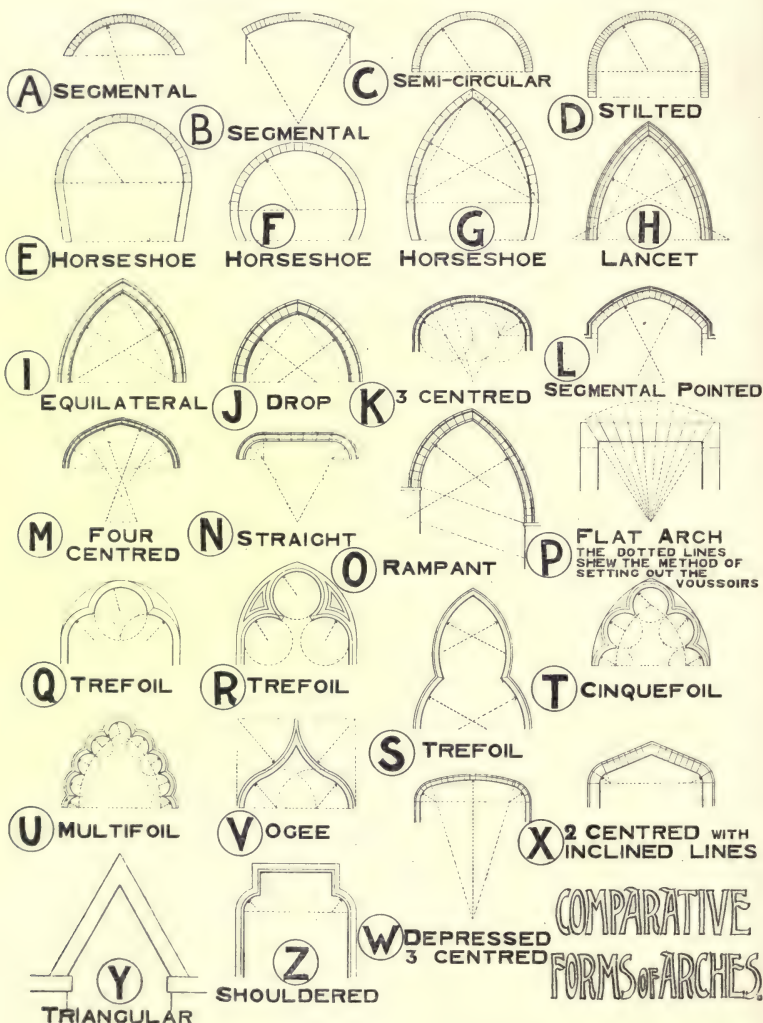 A SEGMENTAL
B SEGMENTAL
C SEMI-CIRCULAR
D STILTED
E HORSESHOE
F
HORSESHOE
G
HORSESHOE
H
LANCET
I
EQUILATERAL
J DROP
K 3 CENTRED
L
SEGMENTAL POINTED
M FOUR
CENTRED
N STRAIGHT
O RAMPANT
P FLAT ARCH
THE DOTTED LINES
SHEW THE METHOD OF
SETTING OUT THE
VOUSSOIRS
Q TREFOIL
R TREFOIL
S TREFOIL
T CINQUEFOIL
U MULTIFOIL
V OGEE
W DEPRESSED
3 CENTRED
X 2 CENTRED WITH
INCLINED LINES
Y
TRIANGULAR
Z
SHOULDERED
COMPARATIVE
FORMS OF ARCHES.